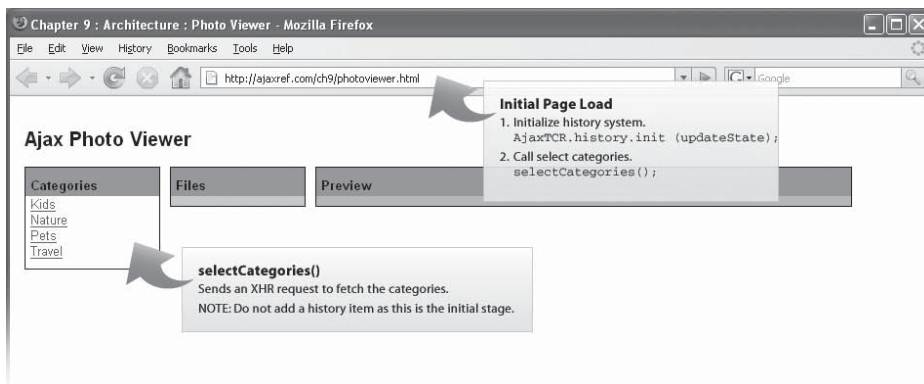 Chapter 9 : Architecture : Photo Viewer - Mozilla Firefox
File Edit View History Bookmarks Tools Help
http://ajaxref.com/ch9/photoviewer.html
Google
Initial Page Load
1. Initialize history system.
AjaxTCR.history.init (updateState);
2. Call select categories.
selectCategories();
Ajax Photo Viewer
Categories
Files
Preview
Kids
Nature
Pets
Travel
selectCategories()
Sends an XHR request to fetch the categories.
NOTE: Do not add a history item as this is the initial stage.